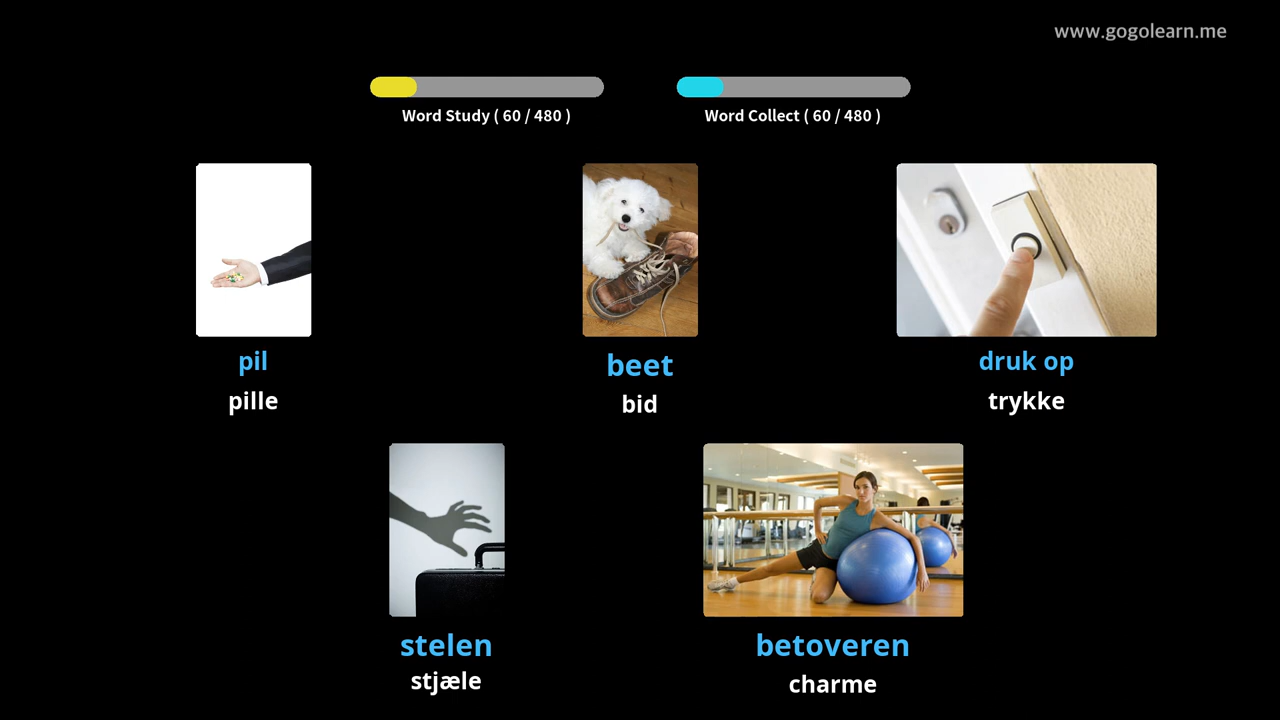 www.gogolearn.me
Word Study ( 60 / 480 )
Word Collect ( 60 / 480 )
pil
pille
beet
bid
druk op
trykke
stelen
stjæle
betoveren
charme